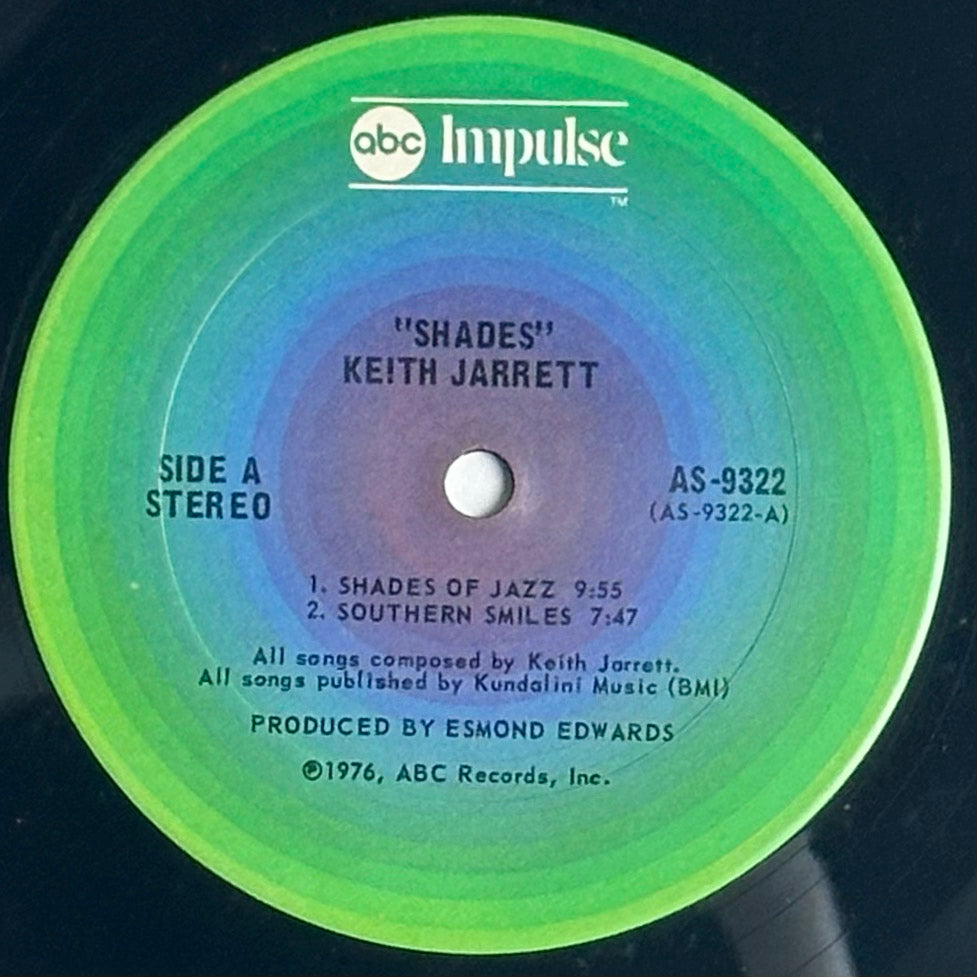 abc Impulse
TM
"SHADES"
KEITH JARRETT
SIDE A
STEREO
AS-9322
(AS-9322-A)
1. SHADES OF JAZZ 9:55
2. SOUTHERN SMILES 7:47
All songs composed by Keith Jarrett.
All songs published by Kundalini Music (BMI)
PRODUCED BY ESMOND EDWARDS
℗1976, ABC Records, Inc.